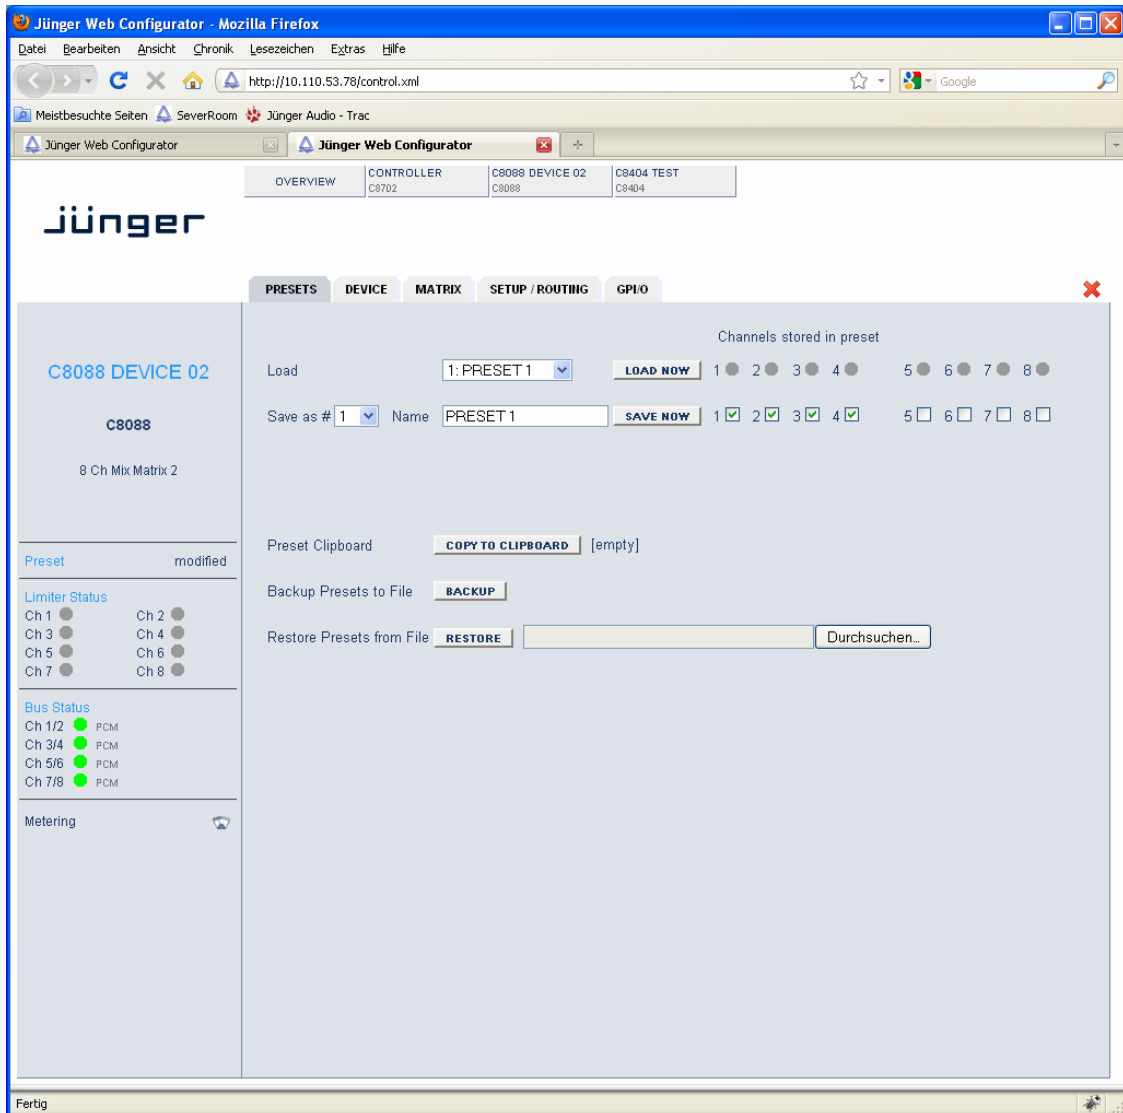 Jünger Web Configurator - Mozilla Firefox
Datei Bearbeiten Ansicht Chronik Lesezeichen Extras Hilfe
http://10.110.53.78/control.xml Google
Meistbesuchte Seiten SeverRoom Jünger Audio - Trac
Jünger Web Configurator Jünger Web Configurator
OVERVIEW CONTROLLER C8088 DEVICE 02 C8404 TEST
C8702 C8088 C8404
jünger
PRESETS DEVICE MATRIX SETUP / ROUTING GPI/O
Channels stored in preset
C8088 DEVICE 02
Load 1: PRESET 1 LOAD NOW 1 2 3 4 5 6 7 8
C8088
Save as # 1 Name PRESET 1 SAVE NOW 1 2 3 4 5 6 7 8
8 Ch Mix Matrix 2
Preset Clipboard COPY TO CLIPBOARD [empty]
Preset modified
Backup Presets to File BACKUP
Limiter Status
Ch 1 Ch 2
Ch 3 Ch 4
Restore Presets from File RESTORE Durchsuchen...
Ch 5 Ch 6
Ch 7 Ch 8
Bus Status
Ch 1/2 PCM
Ch 3/4 PCM
Ch 5/6 PCM
Ch 7/8 PCM
Metering
Fertig